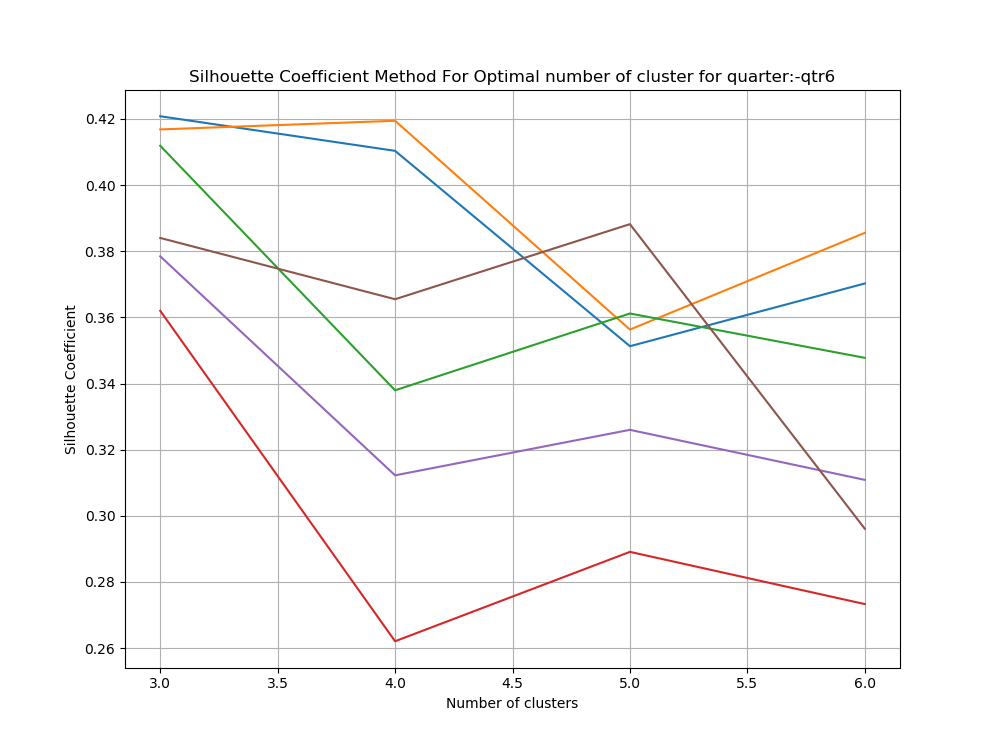 Silhouette Coefficient Method For Optimal number of cluster for quarter:-qtr6
Silhouette Coefficient
0.42
0.40
0.38
0.36
0.34
0.32
0.30
0.28
0.26
3.0 3.5 4.0 4.5 5.0 5.5 6.0
Number of clusters